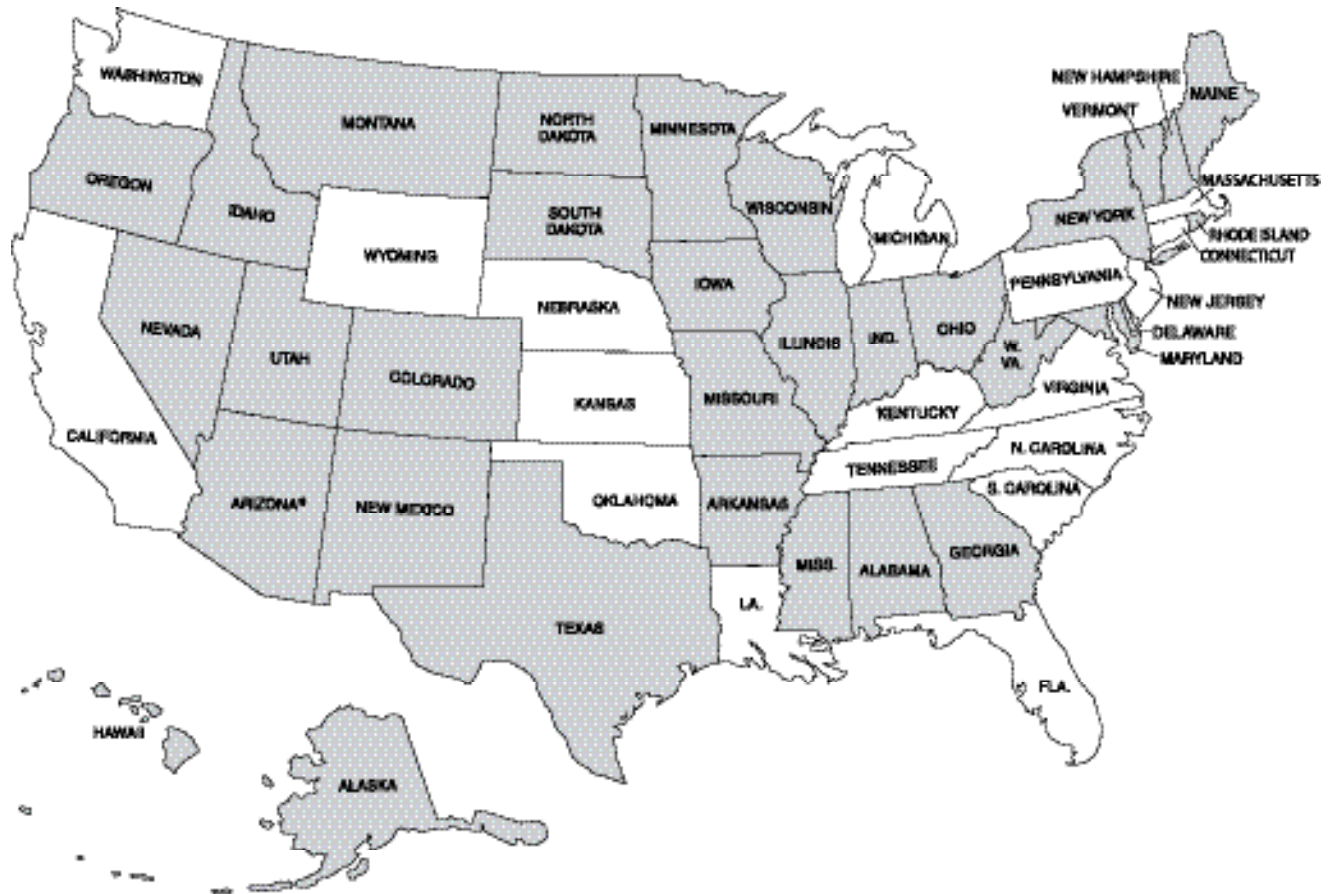 WASHINGTON
MONTANA
NORTH
DAKOTA
MINNESOTA
NEW HAMPSHIRE
VERMONT
MAINE
OREGON
IDAHO
SOUTH
DAKOTA
WISCONSIN
MICHIGAN
NEW YORK
MASSACHUSETTS
RHODE ISLAND
CONNECTICUT
WYOMING
IOWA
PENNSYLVANIA
NEW JERSEY
NEVADA
NEBRASKA
ILLINOIS
IND.
OHIO
DELAWARE
W.
VA.
MARYLAND
UTAH
COLORADO
KANSAS
MISSOURI
KENTUCKY
VIRGINIA
CALIFORNIA
N. CAROLINA
TENNESSEE
S. CAROLINA
ARIZONA*
NEW MEXICO
OKLAHOMA
ARKANSAS
MISS.
ALABAMA
GEORGIA
TEXAS
LA.
FLA.
HAWAII
ALASKA